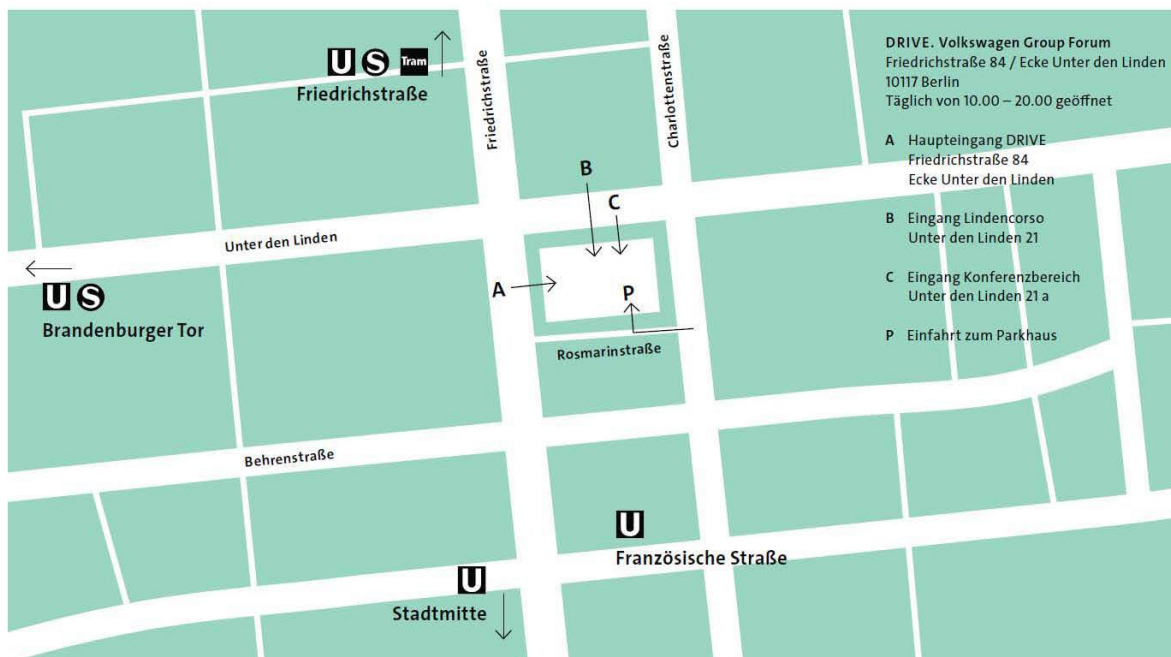 U S Tram
Friedrichstraße
Friedrichstraße
Charlottenstraße
DRIVE. Volkswagen Group Forum
Friedrichstraße 84 / Ecke Unter den Linden
10117 Berlin
Täglich von 10.00 – 20.00 geöffnet
A Haupteingang DRIVE
Friedrichstraße 84
Ecke Unter den Linden
B Eingang Lindencorso
Unter den Linden 21
C Eingang Konferenzbereich
Unter den Linden 21 a
P Einfahrt zum Parkhaus
B
C
Unter den Linden
U S
Brandenburger Tor
A
P
Rosmarinstraße
Behrenstraße
U
Französische Straße
U
Stadtmitte